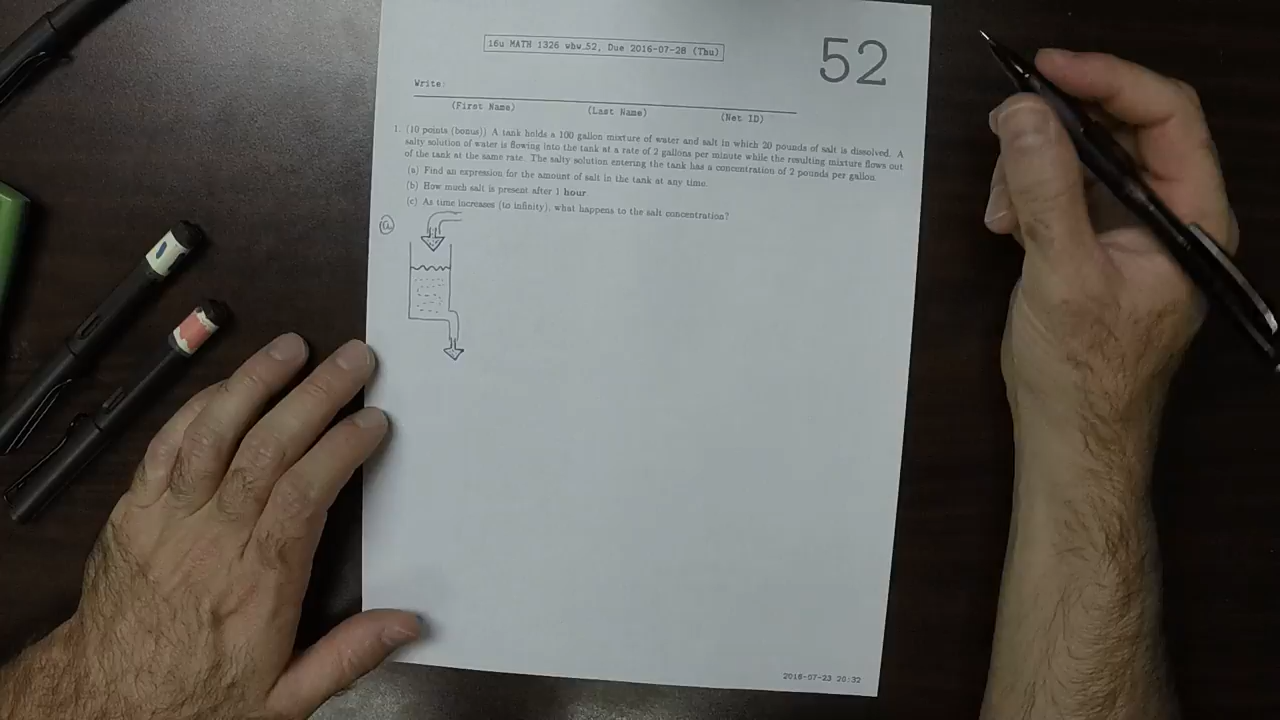 16u MATH 1326 wbw_52, Due 2016-07-28 (Thu)
52
Write:
(First Name) (Last Name) (Net ID)
1. (10 points (bonus)) A tank holds a 100 gallon mixture of water and salt in which 20 pounds of salt is dissolved. A
salty solution of water is flowing into the tank at a rate of 2 gallons per minute while the resulting mixture flows out
of the tank at the same rate. The salty solution entering the tank has a concentration of 2 pounds per gallon.
(a) Find an expression for the amount of salt in the tank at any time.
(b) How much salt is present after 1 hour
(c) As time increases (to infinity), what happens to the salt concentration?
a
2016-07-23 20:32